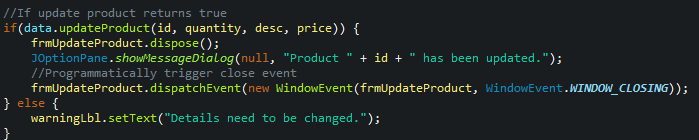 //If update product returns true
if(data.updateProduct(id, quantity, desc, price)) {
frmUpdateProduct.dispose();
JOptionPane.showMessageDialog(null, "Product " + id + " has been updated.");
//Programmatically trigger close event
frmUpdateProduct.dispatchEvent(new WindowEvent(frmUpdateProduct, WindowEvent.WINDOW_CLOSING));
} else {
warningLbl.setText("Details need to be changed.");
}